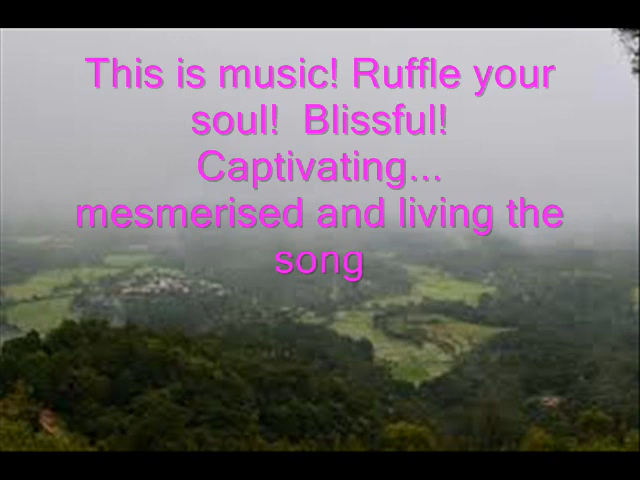 This is music! Ruffle your
soul!  Blissful!
Captivating...
mesmerised and living the
song